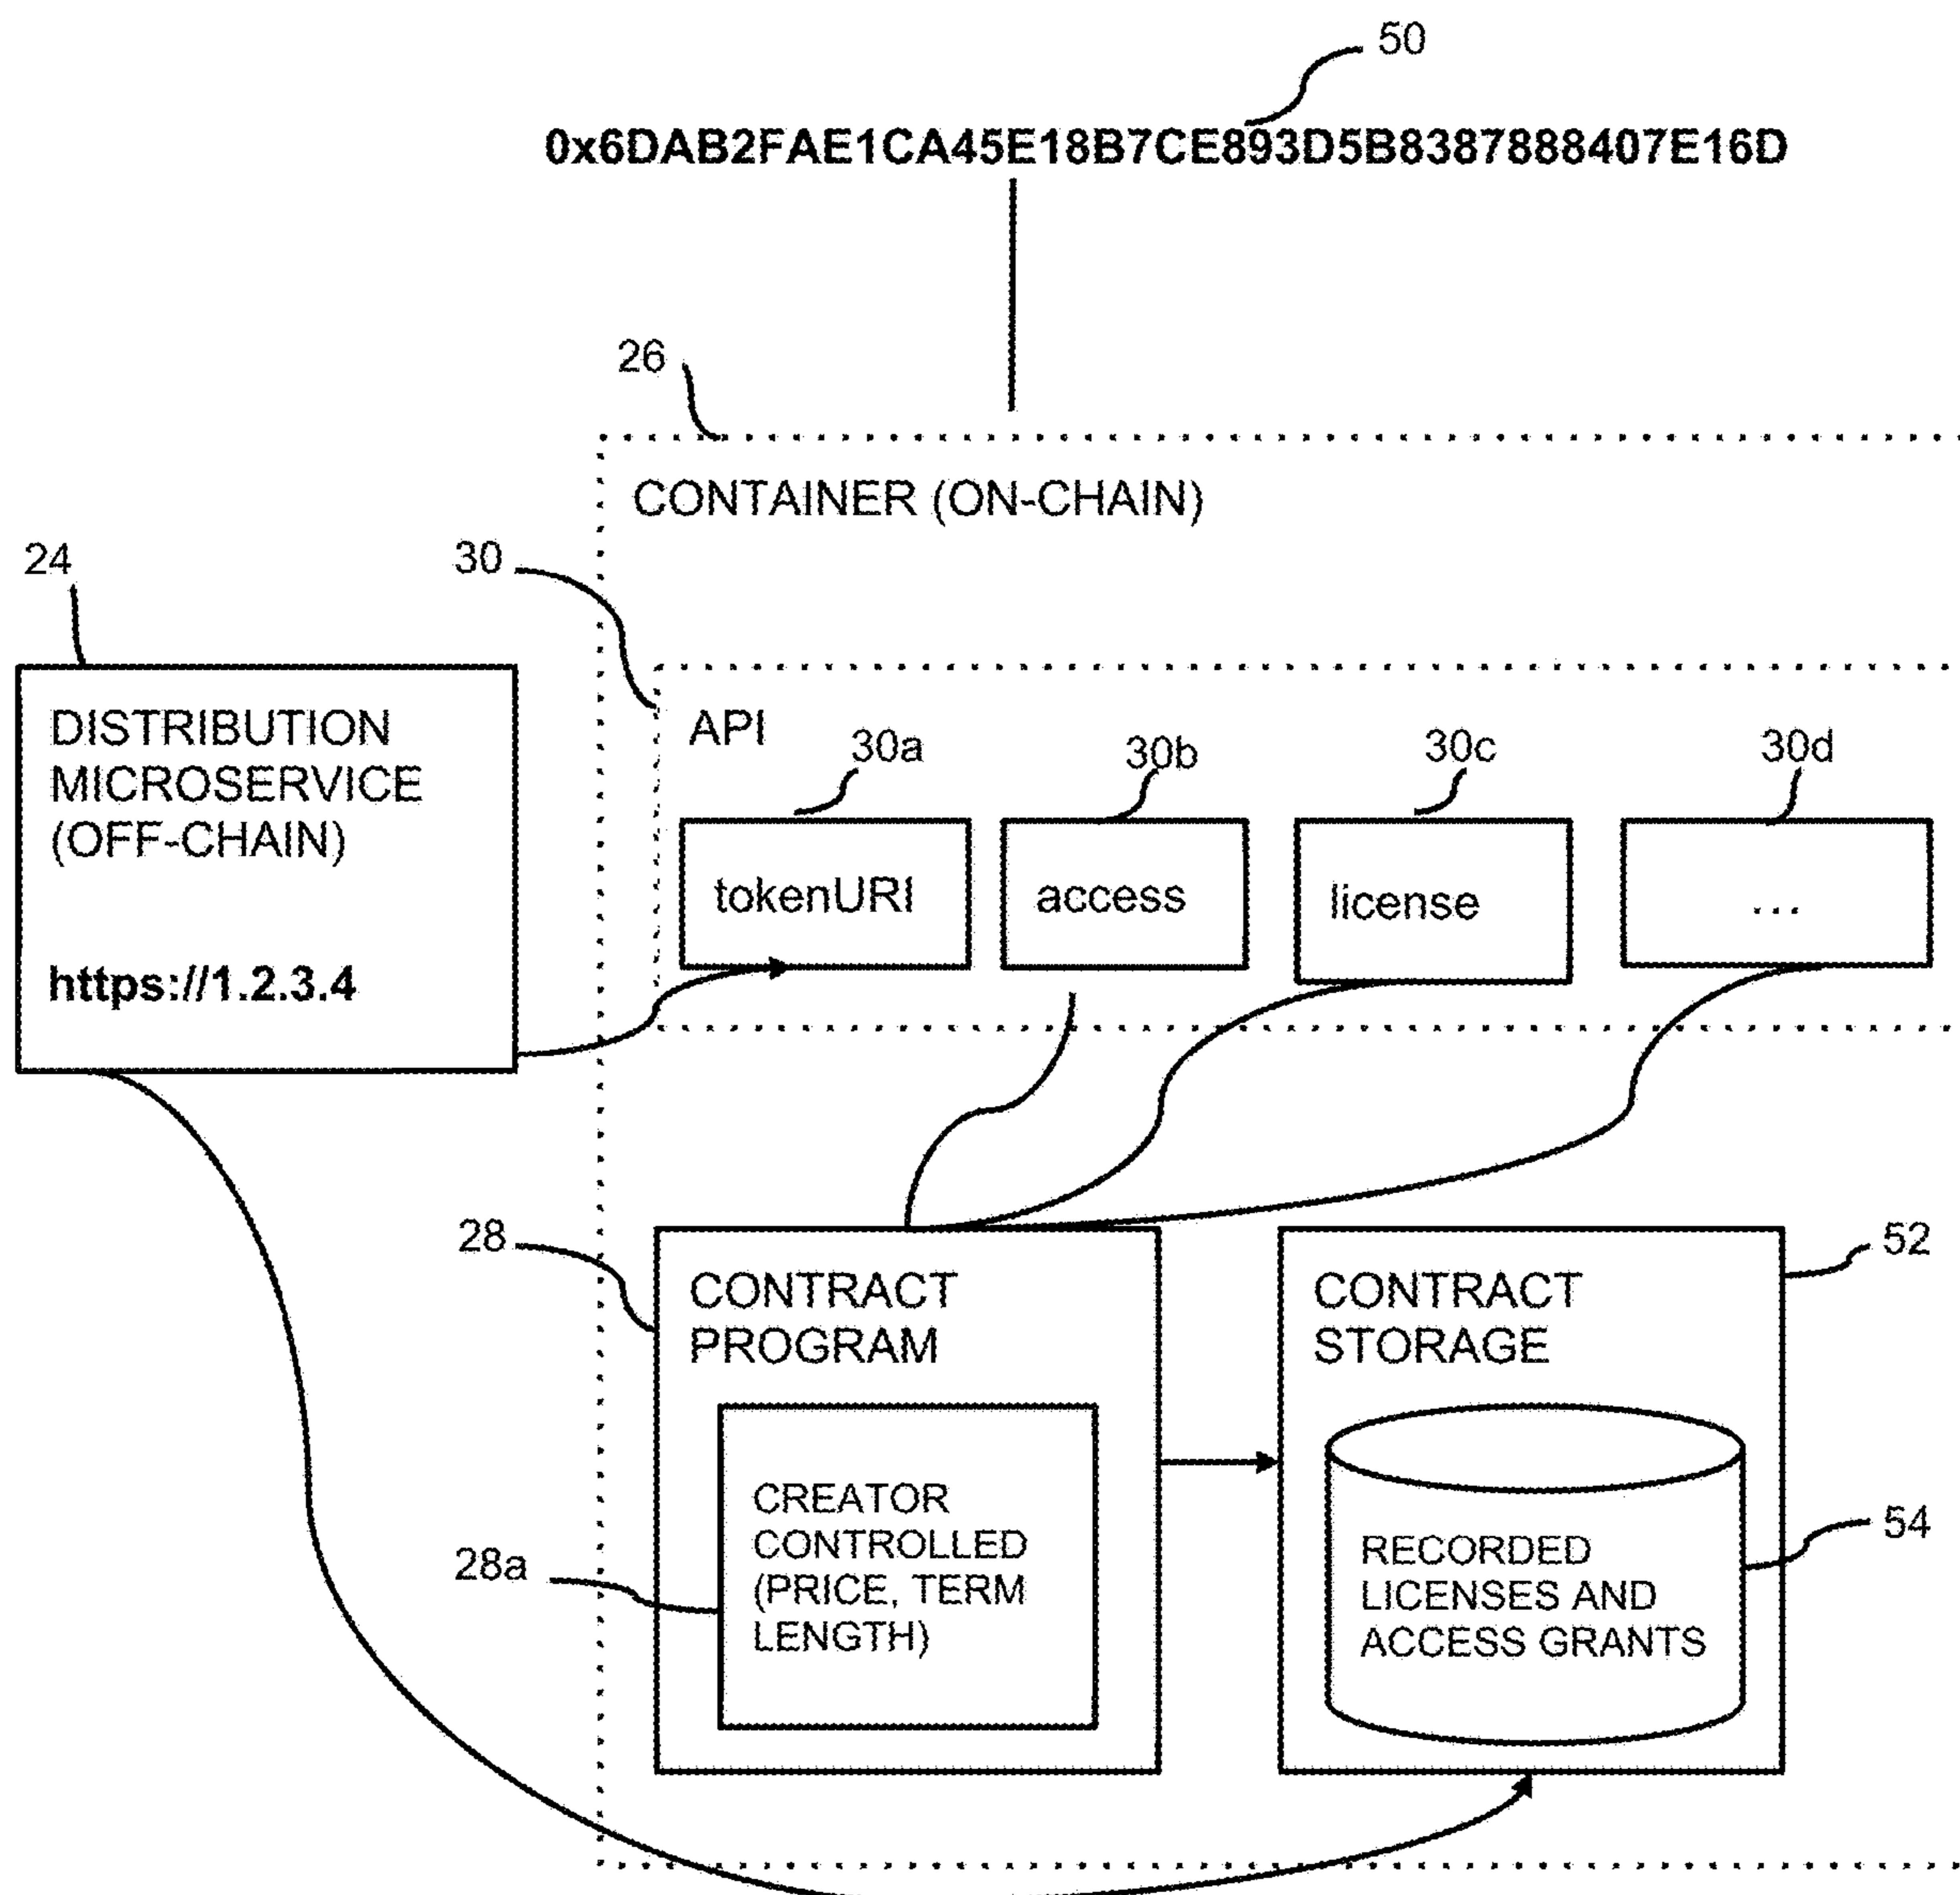 50
0x6DAB2FAE1CA45E18B7CE893D5B8387888407E16D
26
CONTAINER (ON-CHAIN)
24
30
DISTRIBUTION
MICROSERVICE
(OFF-CHAIN)
https://1.2.3.4
API
30a
30b
30c
30d
tokenURI
access
license
...
28
CONTRACT
PROGRAM
28a
CREATOR
CONTROLLED
(PRICE, TERM
LENGTH)
52
CONTRACT
STORAGE
54
RECORDED
LICENSES AND
ACCESS GRANTS